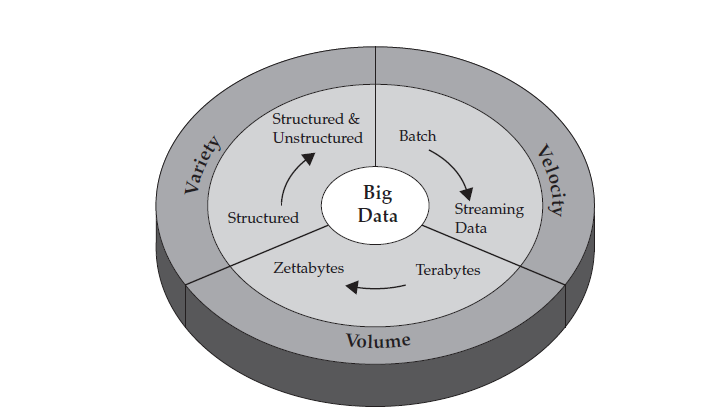 Structured &
Unstructured
Batch
Variety
Velocity
Big
Data
Structured
Streaming
Data
Zettabytes
Terabytes
Volume